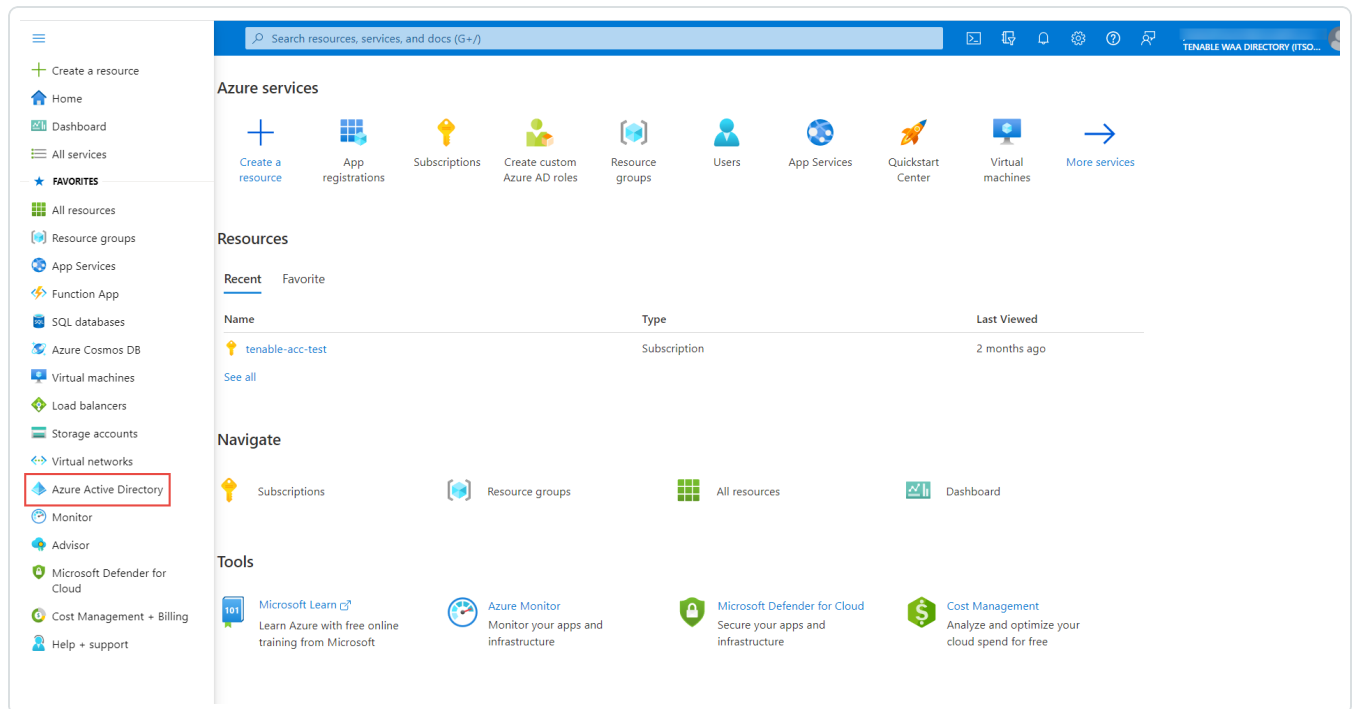 Search resources, services, and docs (G+/)
TENABLE WAA DIRECTORY (ITSO...
Create a resource
Home
Dashboard
All services
FAVORITES
All resources
Resource groups
App Services
Function App
SQL databases
Azure Cosmos DB
Virtual machines
Load balancers
Storage accounts
Virtual networks
Azure Active Directory
Monitor
Advisor
Microsoft Defender for
Cloud
Cost Management + Billing
Help + support
Azure services
Create a
resource
App
registrations
Subscriptions
Create custom
Azure AD roles
Resource
groups
Users
App Services
Quickstart
Center
Virtual
machines
More services
Resources
Recent Favorite
Name Type Last Viewed
tenable-acc-test Subscription 2 months ago
See all
Navigate
Subscriptions Resource groups All resources Dashboard
Tools
101
Microsoft Learn
Learn Azure with free online
training from Microsoft
Azure Monitor
Monitor your apps and
infrastructure
Microsoft Defender for Cloud
Secure your apps and
infrastructure
Cost Management
Analyze and optimize your
cloud spend for free